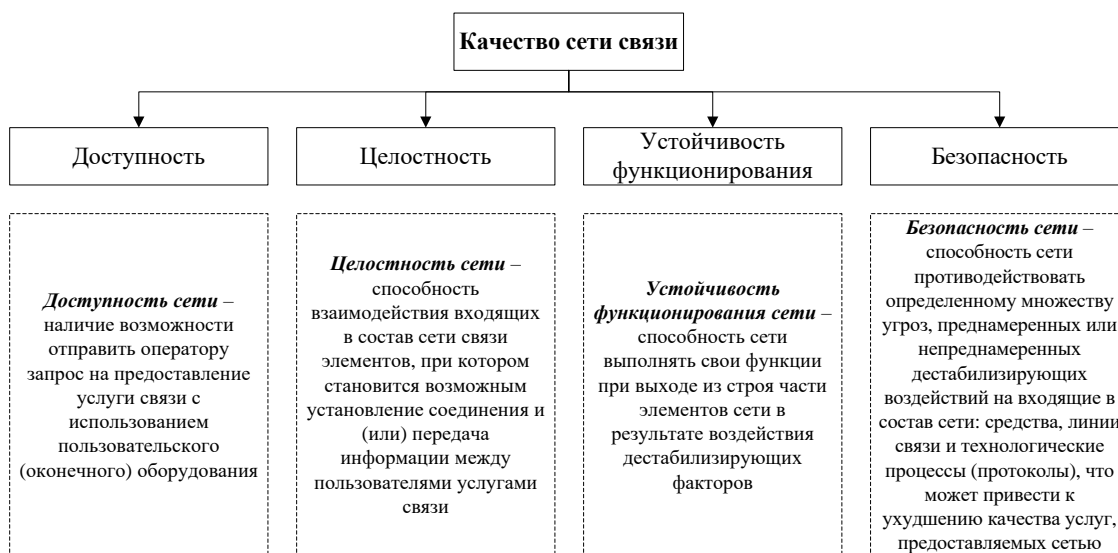 Качество сети связи
Доступность
Целостность
Устойчивость
функционирования
Безопасность
Доступность сети –
наличие возможности
отправить оператору
запрос на предоставление
услуги связи с
использованием
пользовательского
(оконечного) оборудования
Целостность сети –
способность
взаимодействия входящих
в состав сети связи
элементов, при котором
становится возможным
установление соединения и
(или) передача
информации между
пользователями услугами
связи
Устойчивость
функционирования сети –
способность сети
выполнять свои функции
при выходе из строя части
элементов сети в
результате воздействия
дестабилизирующих
факторов
Безопасность сети –
способность сети
противодействовать
определенному множеству
угроз, преднамеренных или
непреднамеренных
дестабилизирующих
воздействий на входящие в
состав сети: средства, линии
связи и технологические
процессы (протоколы), что
может привести к
ухудшению качества услуг,
предоставляемых сетью